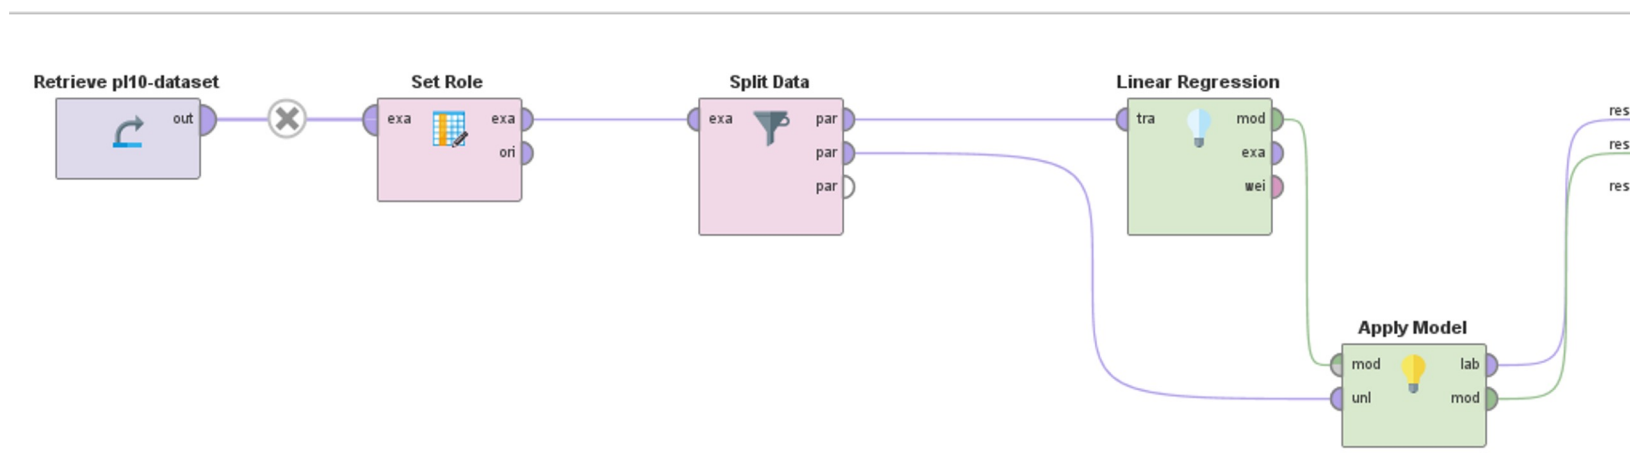 Retrieve pl10-dataset
out
Set Role
exa
exa
ori
Split Data
exa
par
par
par
Linear Regression
tra
mod
exa
wei
Apply Model
mod
unl
lab
mod
res
res
res